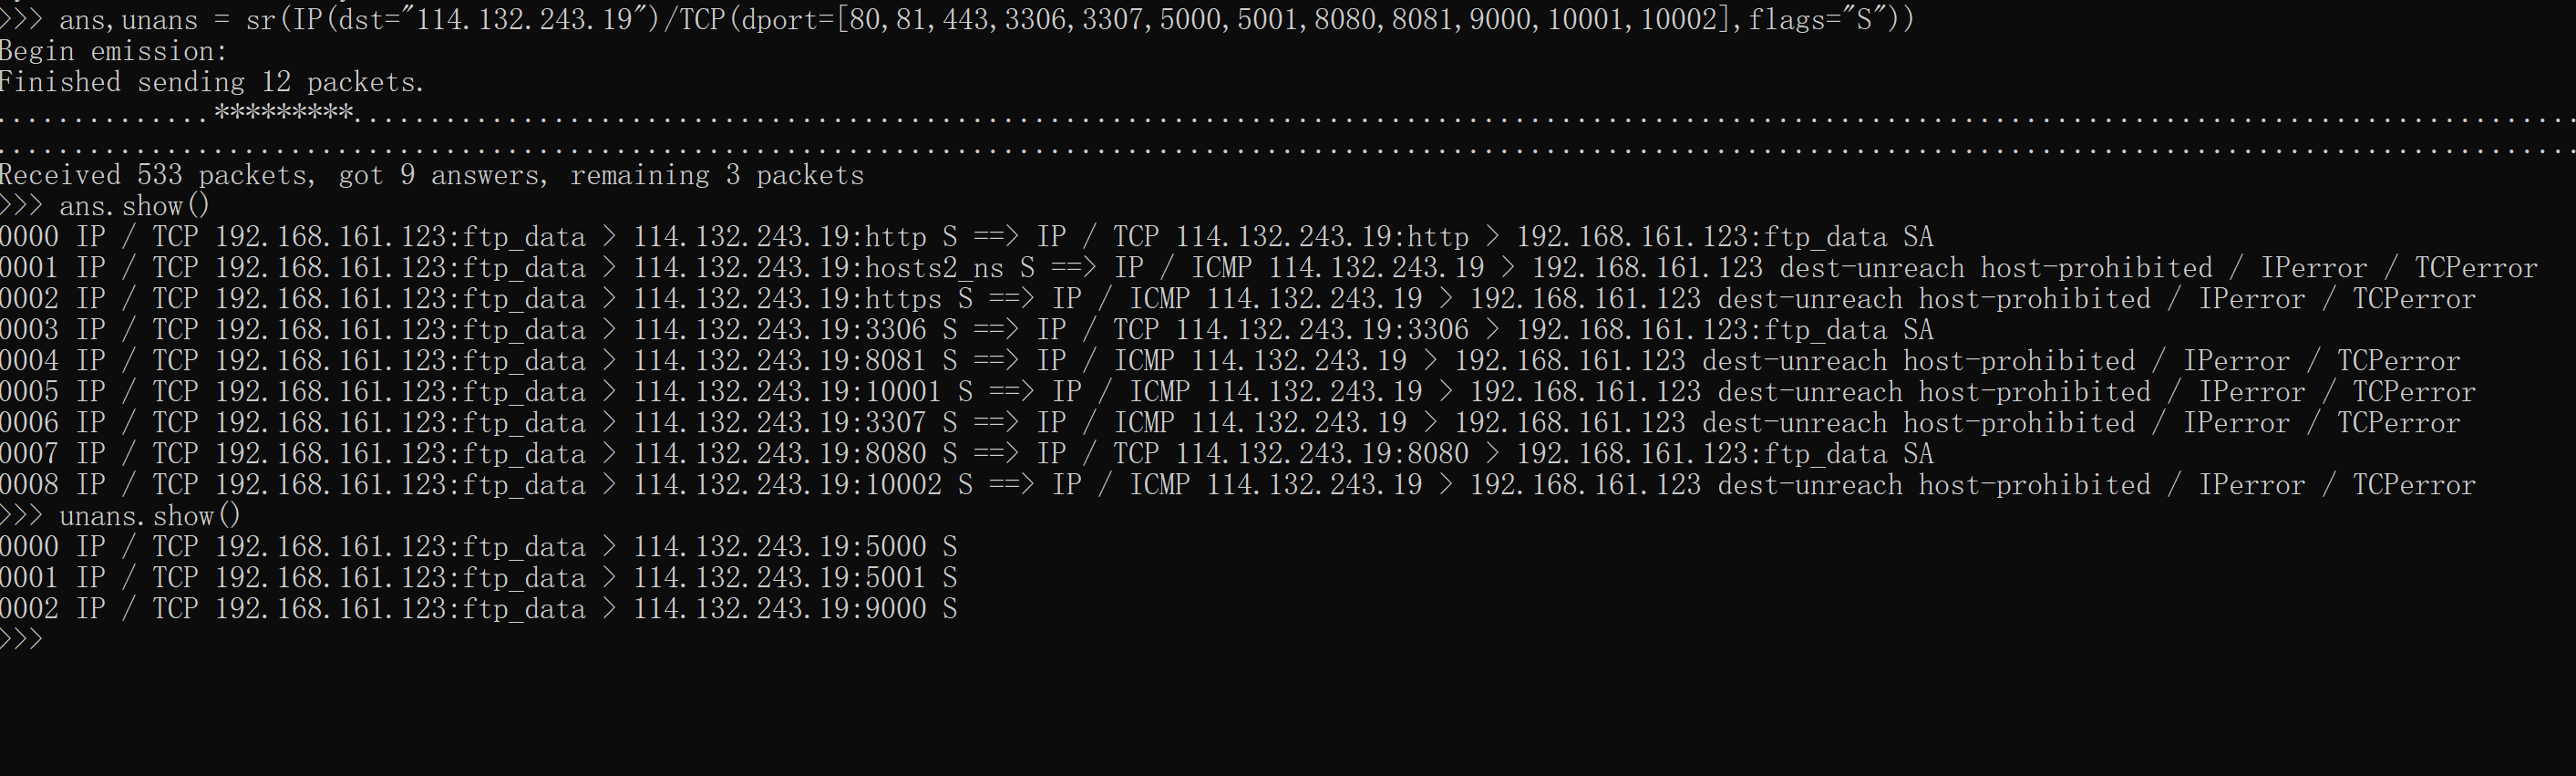 >>> ans,unans = sr(IP(dst="114.132.243.19")/TCP(dport=[80,81,443,3306,3307,5000,5001,8080,8081,9000,10001,10002],flags="S"))
Begin emission:
Finished sending 12 packets.
..............*********................................................................................................................................................
.......................................................................................................................................................................
Received 533 packets, got 9 answers, remaining 3 packets
>>> ans.show()
0000 IP / TCP 192.168.161.123:ftp_data > 114.132.243.19:http S ==> IP / TCP 114.132.243.19:http > 192.168.161.123:ftp_data SA
0001 IP / TCP 192.168.161.123:ftp_data > 114.132.243.19:hosts2_ns S ==> IP / ICMP 114.132.243.19 > 192.168.161.123 dest-unreach host-prohibited / IPerror / TCPerror
0002 IP / TCP 192.168.161.123:ftp_data > 114.132.243.19:https S ==> IP / ICMP 114.132.243.19 > 192.168.161.123 dest-unreach host-prohibited / IPerror / TCPerror
0003 IP / TCP 192.168.161.123:ftp_data > 114.132.243.19:3306 S ==> IP / TCP 114.132.243.19:3306 > 192.168.161.123:ftp_data SA
0004 IP / TCP 192.168.161.123:ftp_data > 114.132.243.19:8081 S ==> IP / ICMP 114.132.243.19 > 192.168.161.123 dest-unreach host-prohibited / IPerror / TCPerror
0005 IP / TCP 192.168.161.123:ftp_data > 114.132.243.19:10001 S ==> IP / ICMP 114.132.243.19 > 192.168.161.123 dest-unreach host-prohibited / IPerror / TCPerror
0006 IP / TCP 192.168.161.123:ftp_data > 114.132.243.19:3307 S ==> IP / ICMP 114.132.243.19 > 192.168.161.123 dest-unreach host-prohibited / IPerror / TCPerror
0007 IP / TCP 192.168.161.123:ftp_data > 114.132.243.19:8080 S ==> IP / TCP 114.132.243.19:8080 > 192.168.161.123:ftp_data SA
0008 IP / TCP 192.168.161.123:ftp_data > 114.132.243.19:10002 S ==> IP / ICMP 114.132.243.19 > 192.168.161.123 dest-unreach host-prohibited / IPerror / TCPerror
>>> unans.show()
0000 IP / TCP 192.168.161.123:ftp_data > 114.132.243.19:5000 S
0001 IP / TCP 192.168.161.123:ftp_data > 114.132.243.19:5001 S
0002 IP / TCP 192.168.161.123:ftp_data > 114.132.243.19:9000 S
>>>